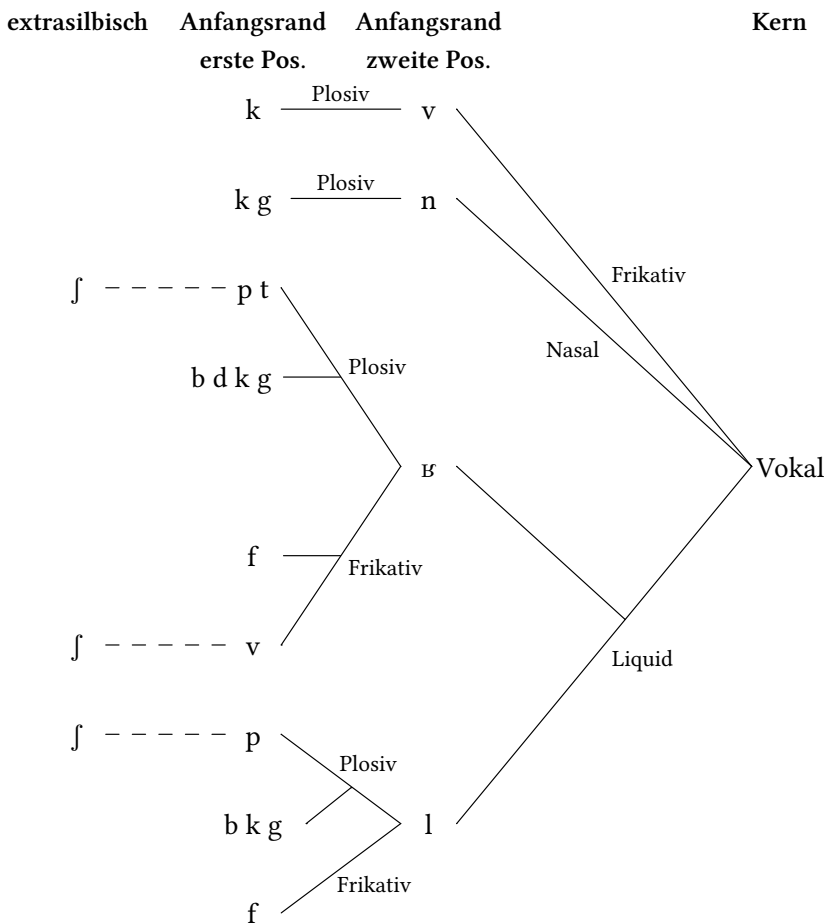 extrasilbisch Anfangsrand Anfangsrand Kern
erste Pos. zweite Pos.
k Plosiv v
k g Plosiv n
Frikativ
ʃ p t
Nasal
b d k g Plosiv
ʁ Vokal
f Frikativ
ʃ v
Liquid
ʃ p
Plosiv
b k g l
Frikativ
f